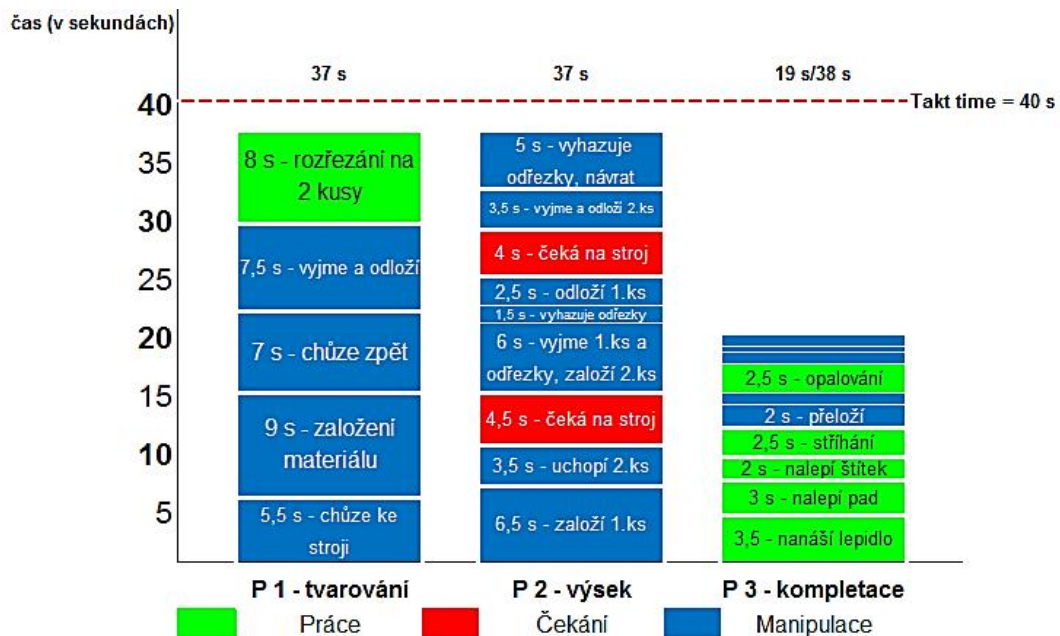 čas (v sekundách)
37 s
37 s
19 s/38 s
40
Takt time = 40 s
35
30
25
20
15
10
5
8 s - rozřezání na
2 kusy
7,5 s - vyjme a odloží
7 s - chůze zpět
9 s - založení
materiálu
5,5 s - chůze ke
stroji
5 s - vyhazuje
odřezky, návrat
3,5 s - vyjme a odloží 2.ks
4 s - čeká na stroj
2,5 s - odloží 1.ks
1,5 s - vyhazuje odřezky
6 s - vyjme 1.ks a
odřezky, založí 2.ks
4,5 s - čeká na stroj
3,5 s - uchopí 2.ks
6,5 s - založí 1.ks
2,5 s - opalování
2 s - přeloží
2,5 s - stříhání
2 s - nalepí štítek
3 s - nalepí pad
3,5 - nanáší lepidlo
P 1 - tvarování
P 2 - výsek
P 3 - kompletace
Práce
Čekání
Manipulace